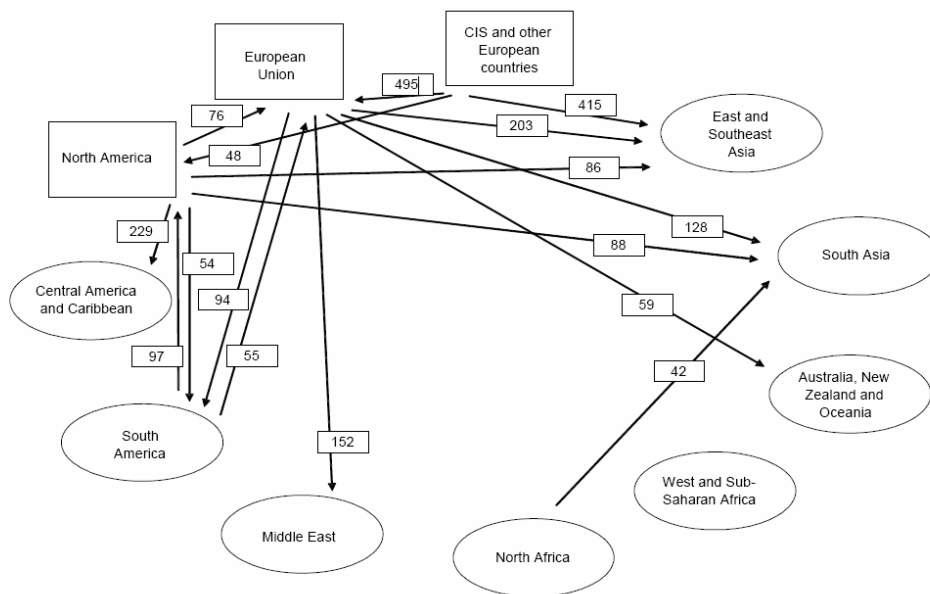 CIS and other
European
countries
European
Union
495
415
76
203
East and
Southeast
Asia
North America
48
86
229
128
88
54
South Asia
Central America
and Caribbean
94
59
97
55
42
Australia, New
Zealand and
Oceania
South
America
152
West and Sub-
Saharan Africa
Middle East
North Africa